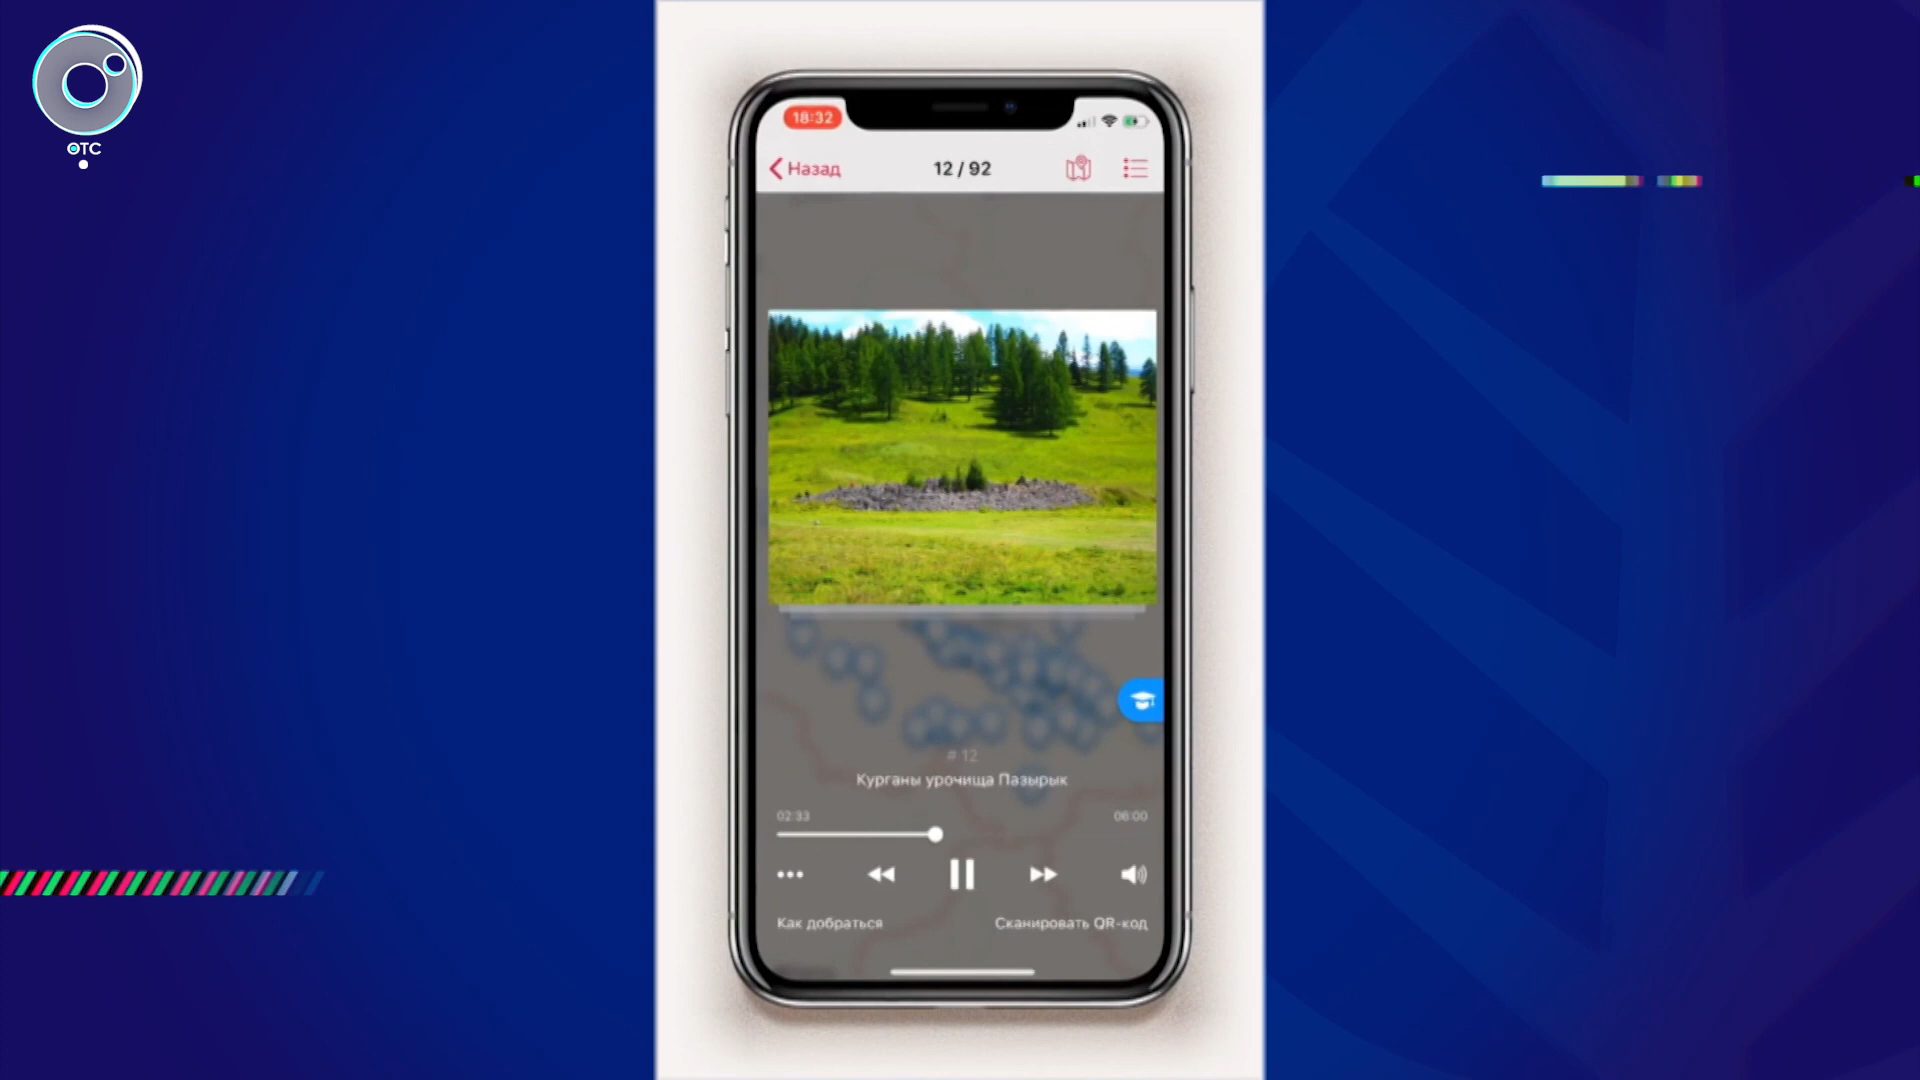 ОТС
18:32
Назад
12 / 92
# 12
Курганы урочища Пазырык
02:33
06:00
Как добраться
Сканировать QR-код